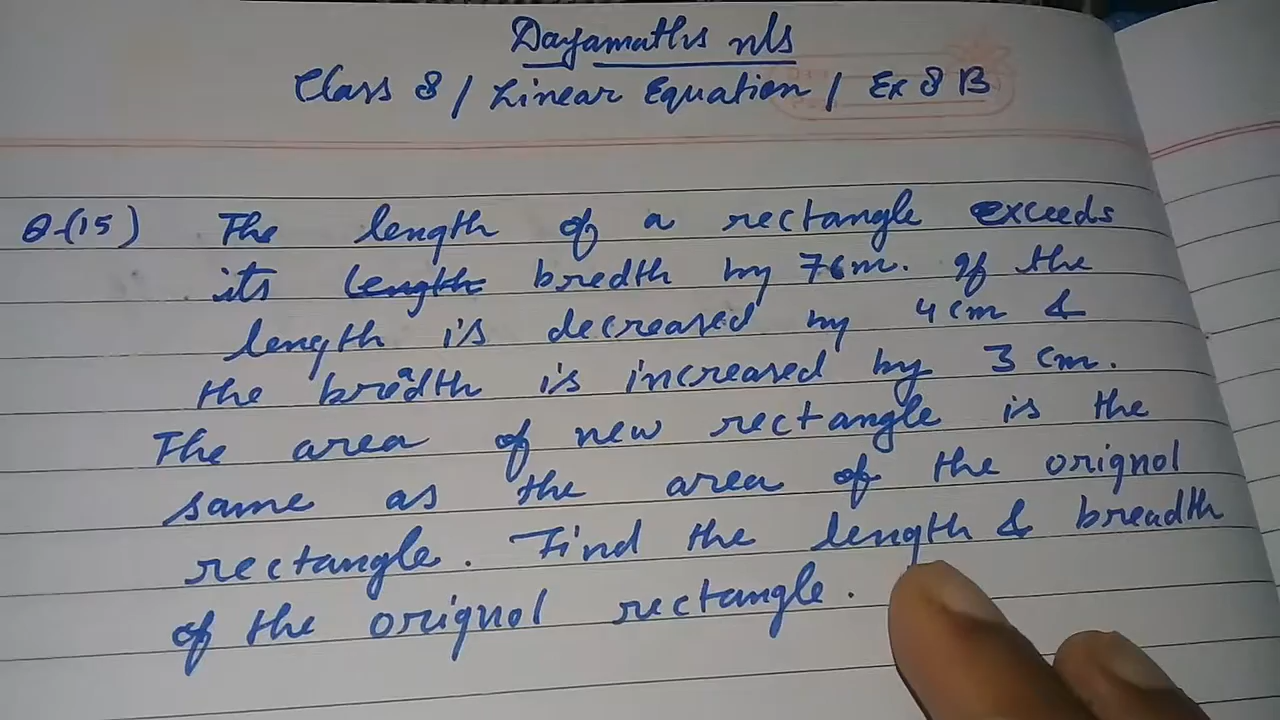 Dayamaths nls
Class 8 / Linear Equation / Ex 8 B
Q.(15) The length of a rectangle exceeds
its length bredth by 7cm. If the
length is decreased by 4cm &
the breadth is increased by 3 cm.
The area of new rectangle is the
same as the area of the orignol
rectangle. Find the length & breadth
of the orignol rectangle.